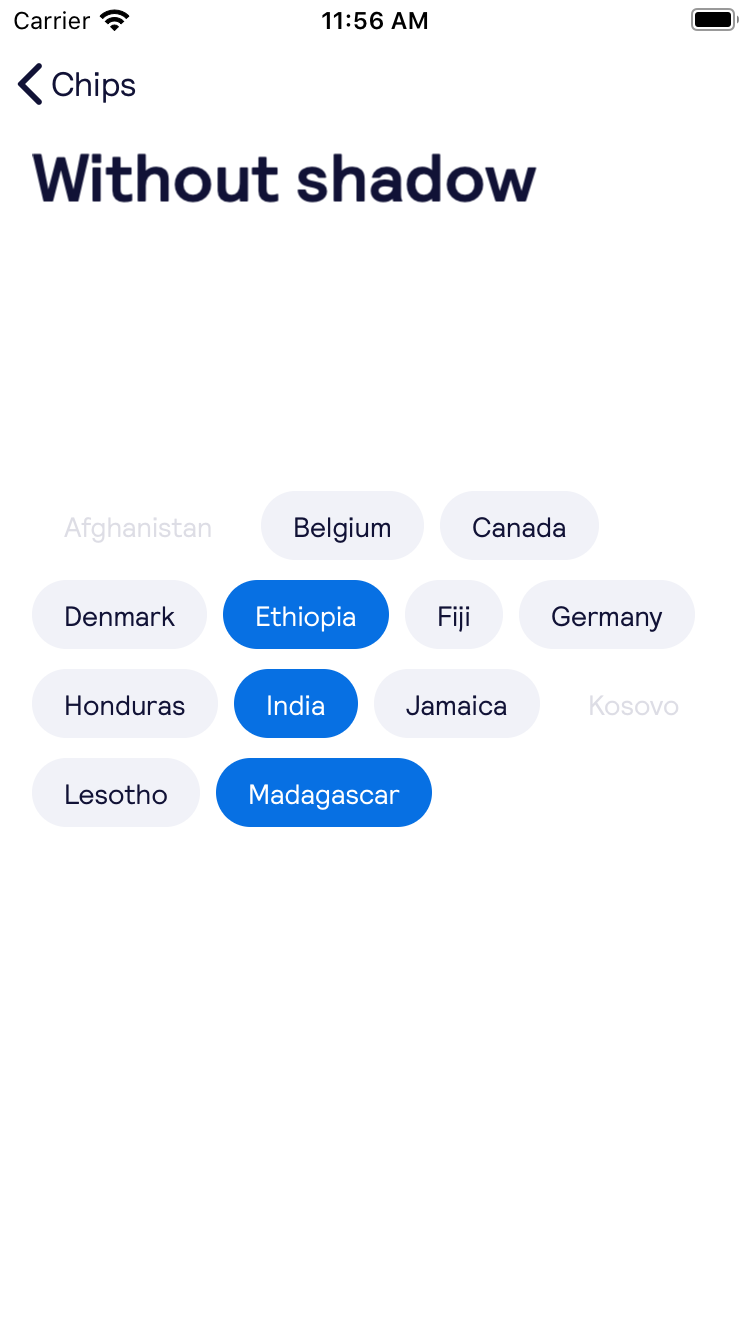 Carrier 11:56 AM
Chips
Without shadow
Afghanistan Belgium Canada
Denmark Ethiopia Fiji Germany
Honduras India Jamaica Kosovo
Lesotho Madagascar